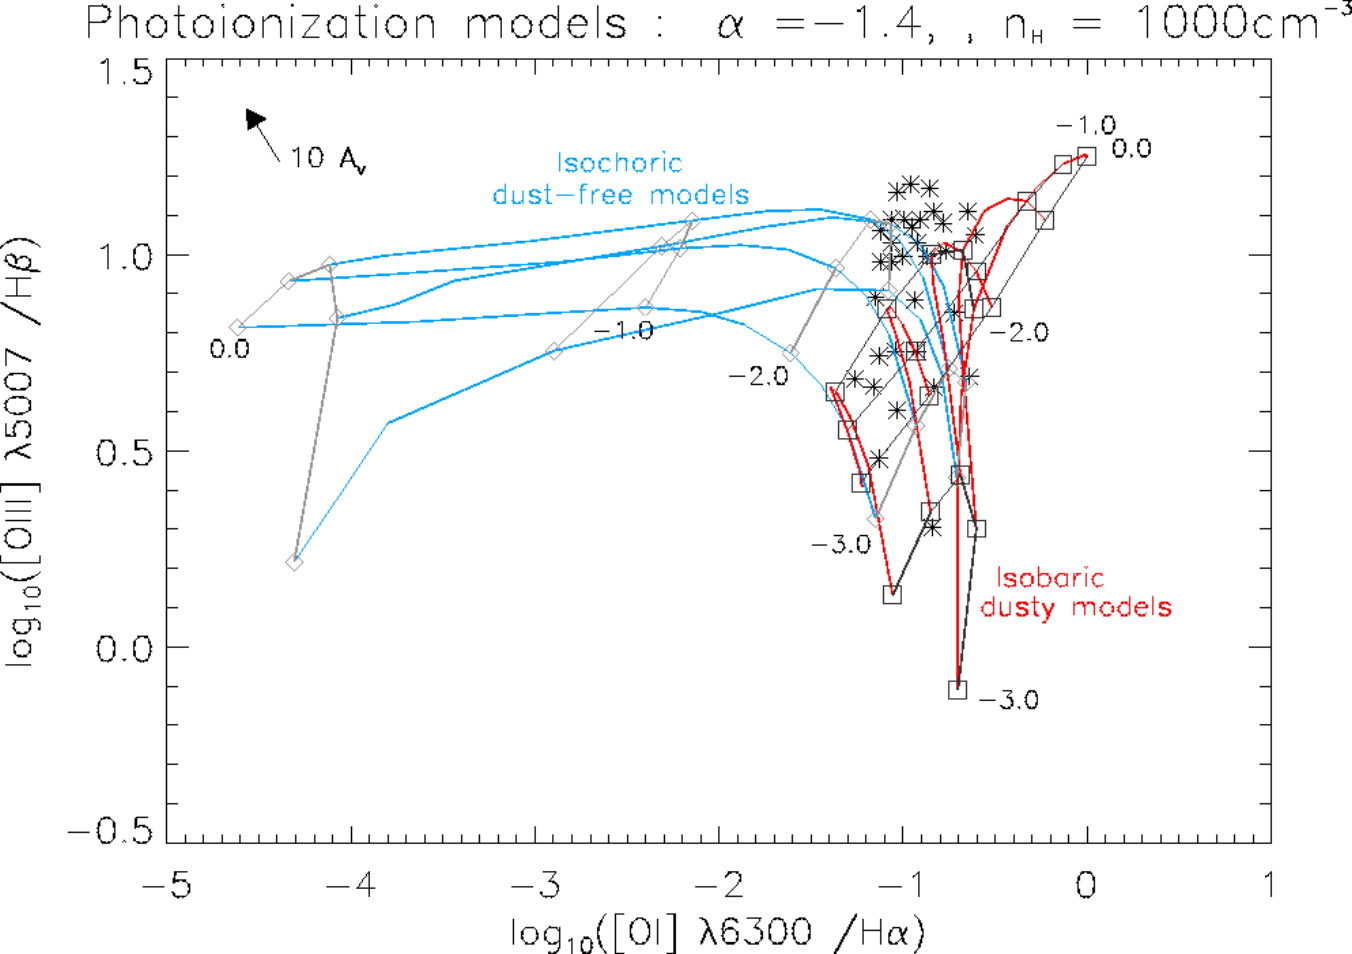 Photoionization models : α =−1.4, , nH = 1000cm−3
1.5
10 Av
Isochoric
dust−free models
−1.0
0.0
1.0
−1.0
−2.0
0.0
−2.0
0.5
−3.0
Isobaric
dusty models
0.0
−3.0
−0.5
−5 −4 −3 −2 −1 0 1
log10([OI] λ6300 /Hα)
log10([OIII] λ5007 /Hβ)